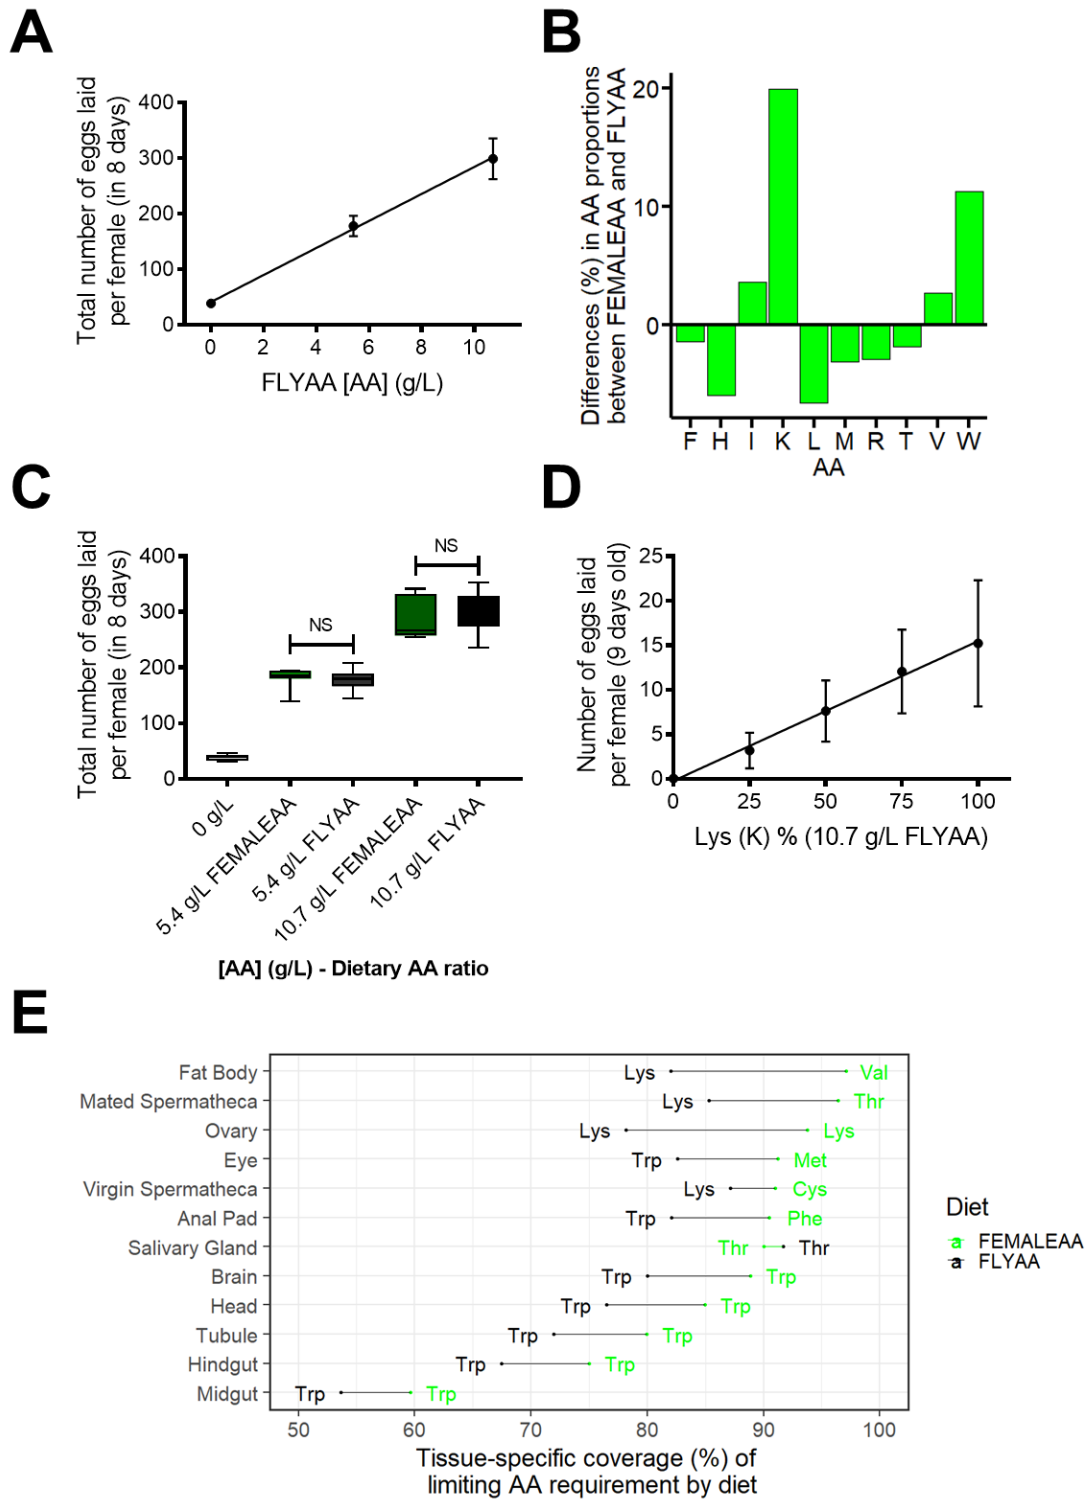 A
Total number of eggs laid
per female (in 8 days)
400
300
200
100
0
0 2 4 6 8 10
FLYAA [AA] (g/L)
B
Differences (%) in AA proportions
between FEMALEAA and FLYAA
20
10
0
F H I K L M R T V W
AA
C
Total number of eggs laid
per female (in 8 days)
400
300
200
100
0
NS
NS
0 g/L
5.4 g/L FEMALEAA
5.4 g/L FLYAA
10.7 g/L FEMALEAA
10.7 g/L FLYAA
[AA] (g/L) - Dietary AA ratio
D
Number of eggs laid
per female (9 days old)
25
20
15
10
5
0
0 25 50 75 100
Lys (K) % (10.7 g/L FLYAA)
E
Fat Body Lys Val
Mated Spermatheca Lys Thr
Ovary Lys Lys
Eye Trp Met
Virgin Spermatheca Lys Cys
Anal Pad Trp Phe
Salivary Gland Thr Thr
Brain Trp Trp
Head Trp Trp
Tubule Trp Trp
Hindgut Trp Trp
Midgut Trp Trp
50 60 70 80 90 100
Tissue-specific coverage (%) of
limiting AA requirement by diet
Diet
a FEMALEAA
a FLYAA